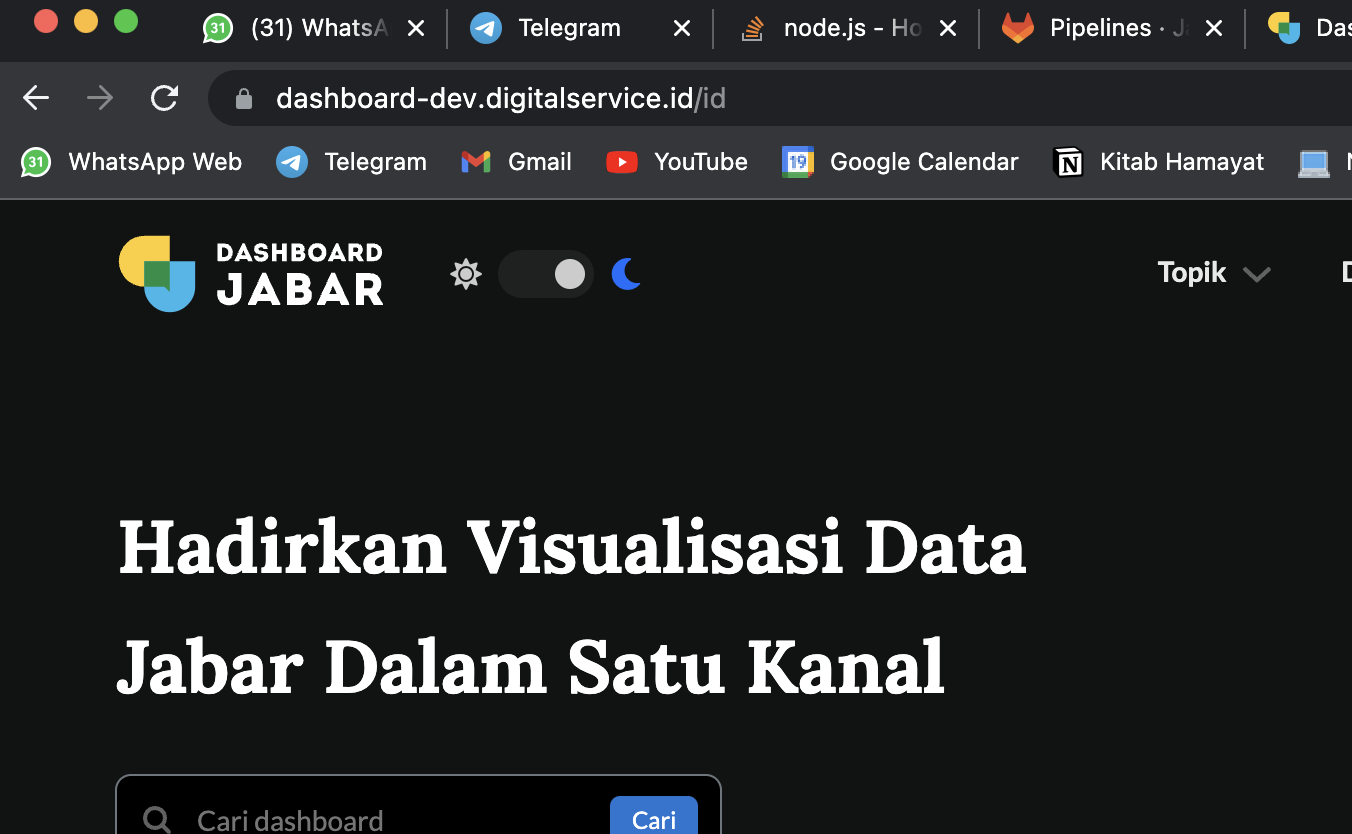 31 (31) WhatsA Telegram node.js - Ho Pipelines · Ja Das
dashboard-dev.digitalservice.id/id
31 WhatsApp Web Telegram Gmail YouTube 19 Google Calendar N Kitab Hamayat
DASHBOARD
JABAR
Topik
Hadirkan Visualisasi Data
Jabar Dalam Satu Kanal
Cari dashboard Cari